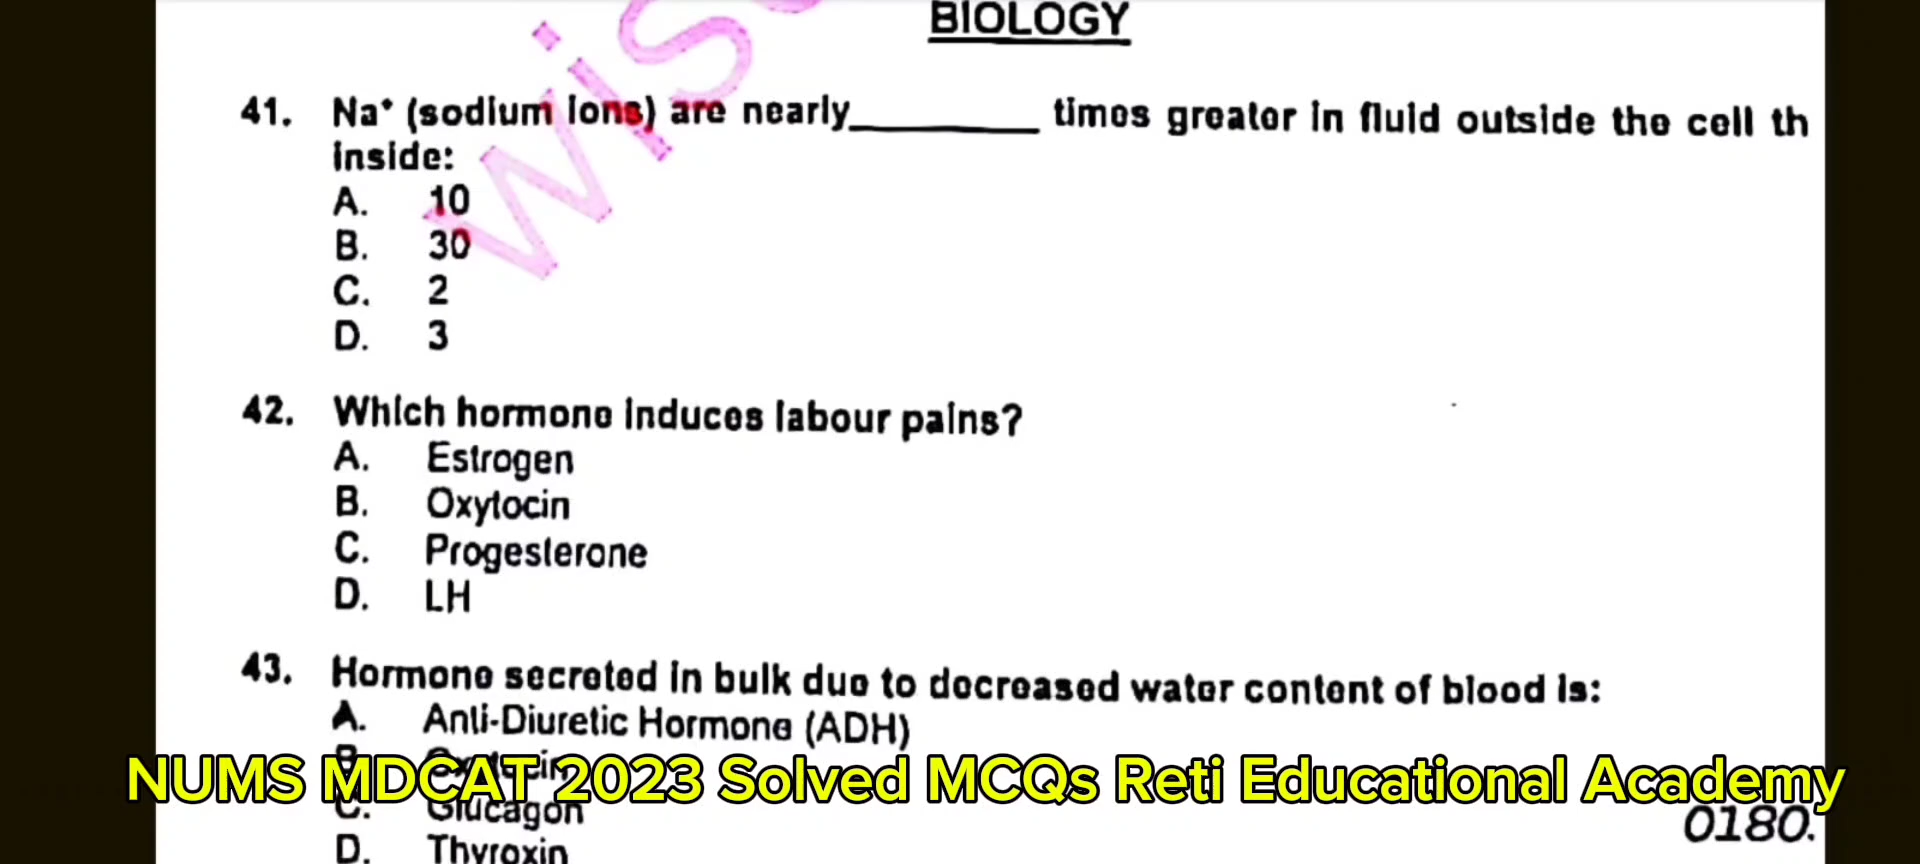 BIOLOGY
41. Na⁺ (sodium ions) are nearly_________ times greater in fluid outside the cell th
inside:
A. 10
B. 30
C. 2
D. 3
42. Which hormone induces labour pains?
A. Estrogen
B. Oxytocin
C. Progesterone
D. LH
43. Hormone secreted in bulk due to decreased water content of blood is:
A. Anti-Diuretic Hormone (ADH)
B. Oxytocin
NUMS MDCAT 2023 Solved MCQs Reti Educational Academy
C. Glucagon
0180.
D. Thyroxin
wis